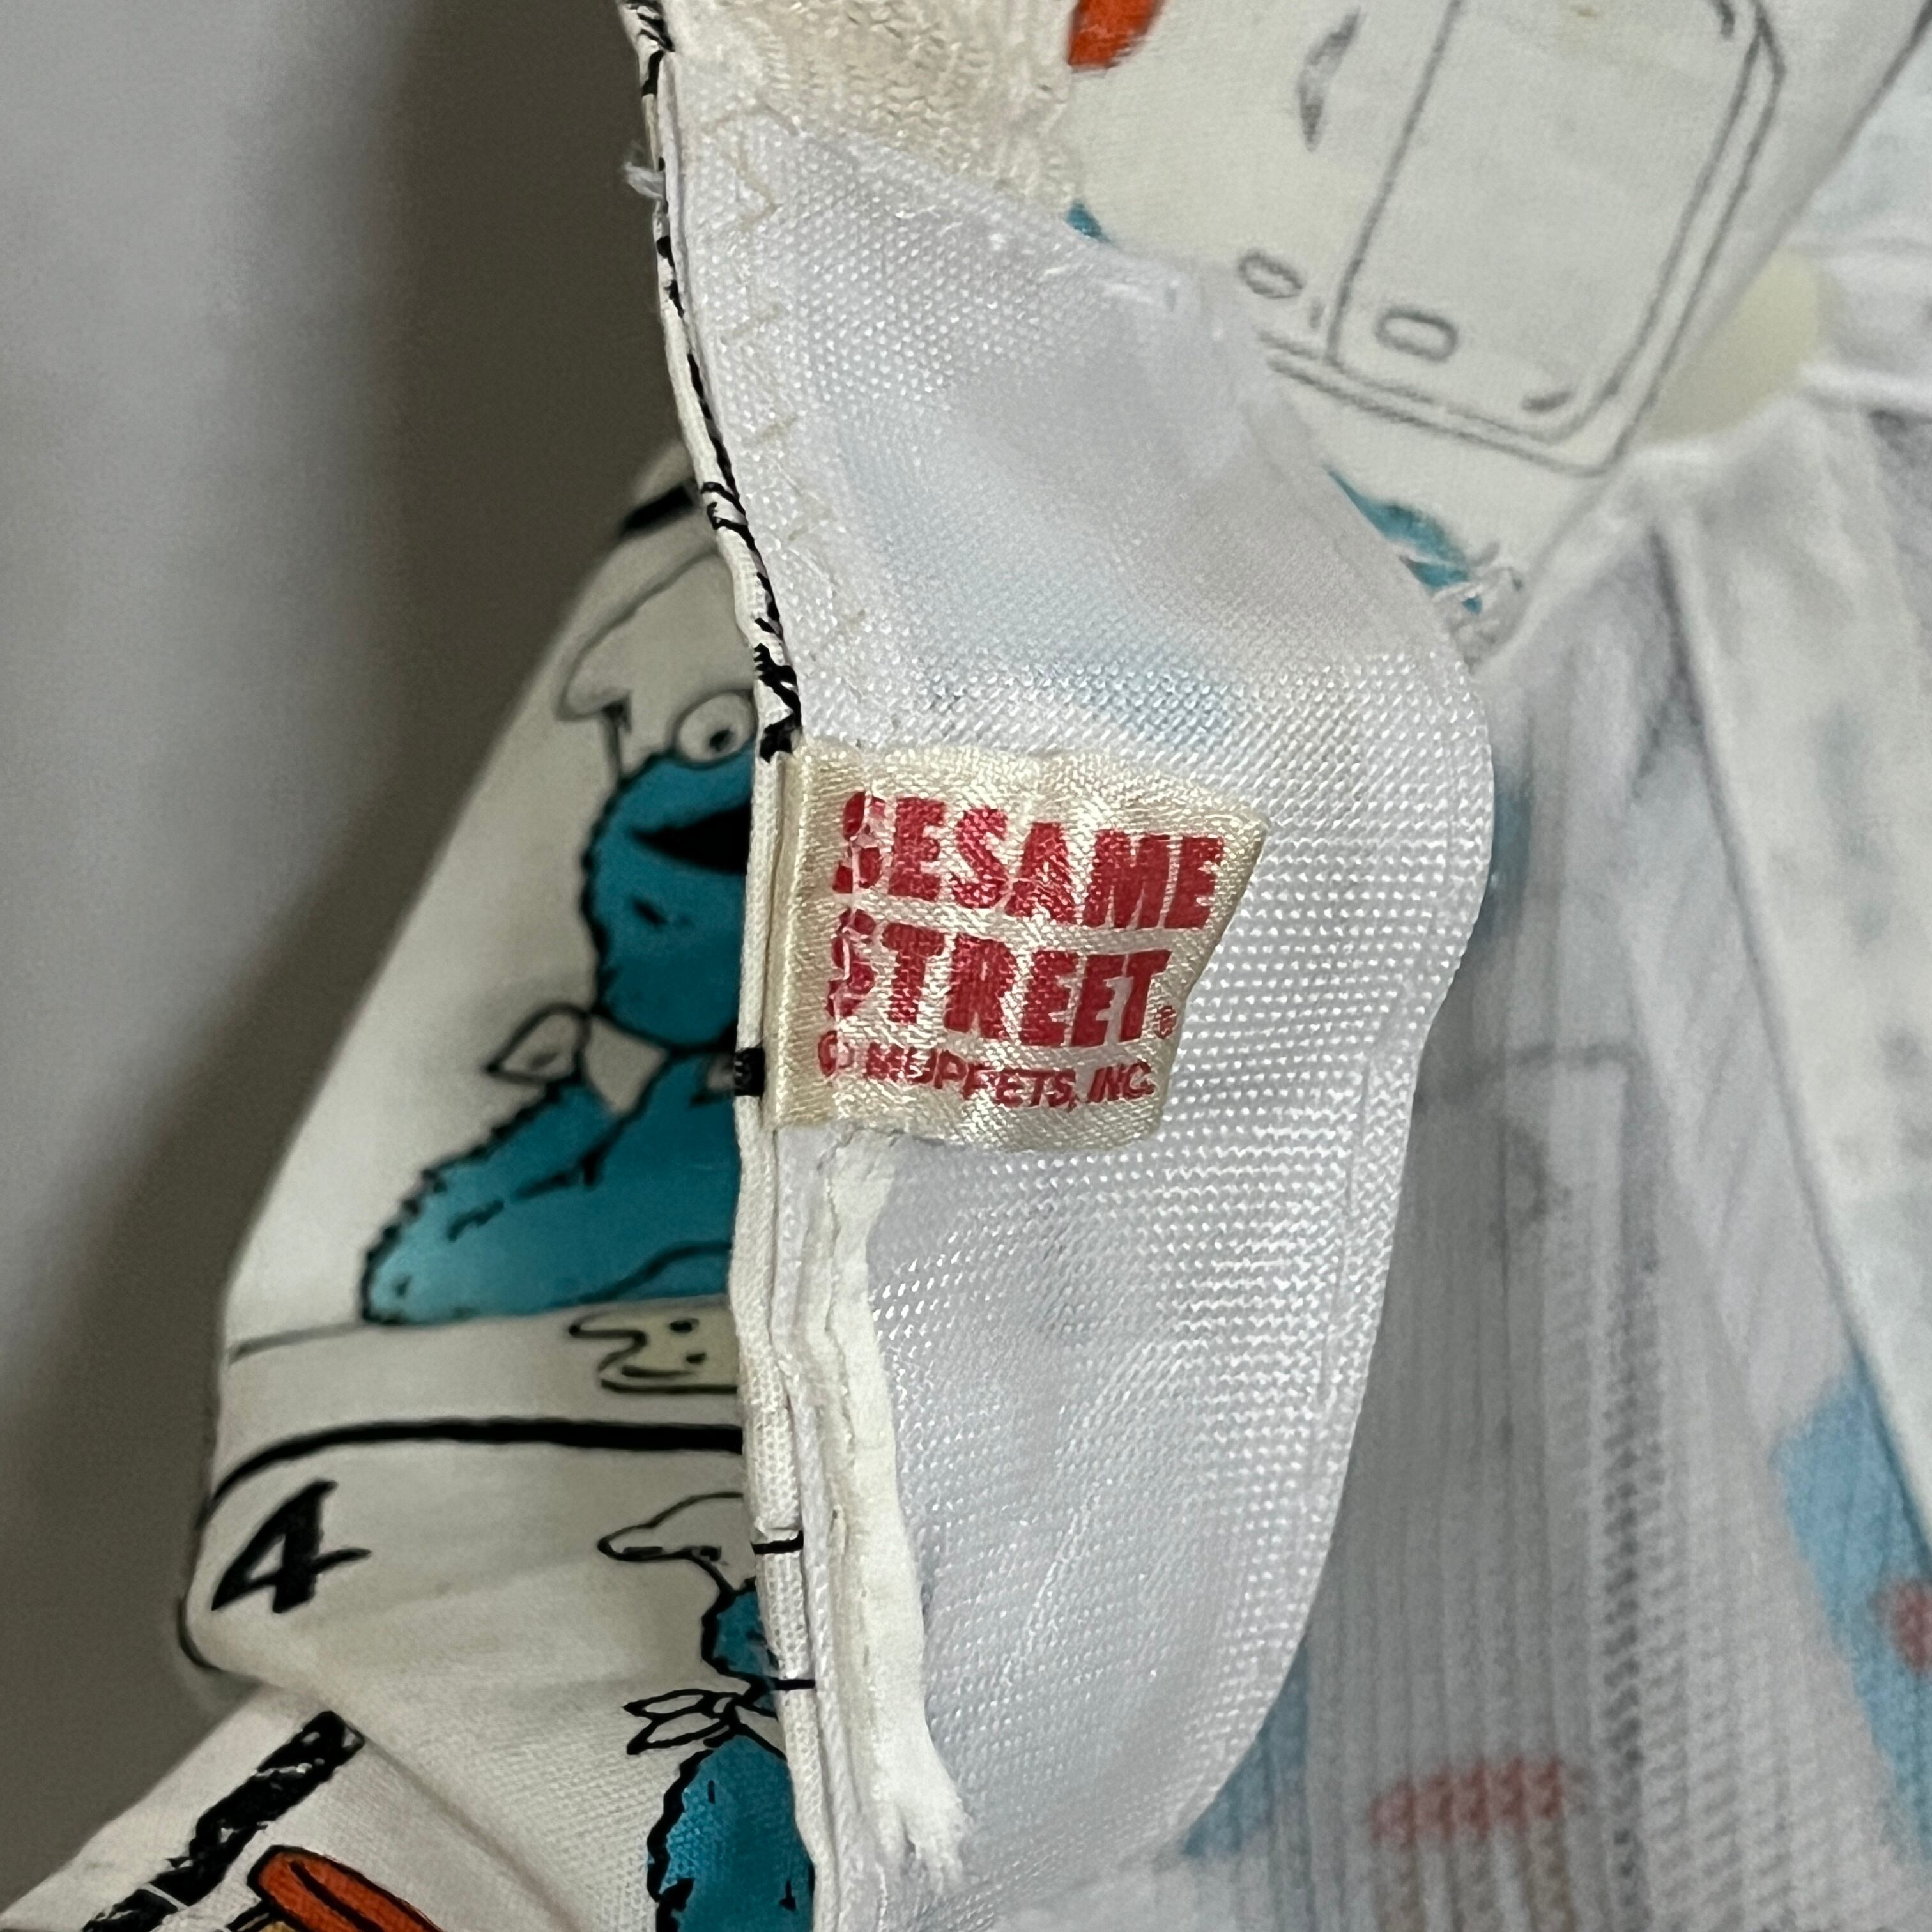 SESAME
STREET®
© MUPPETS, INC.
4